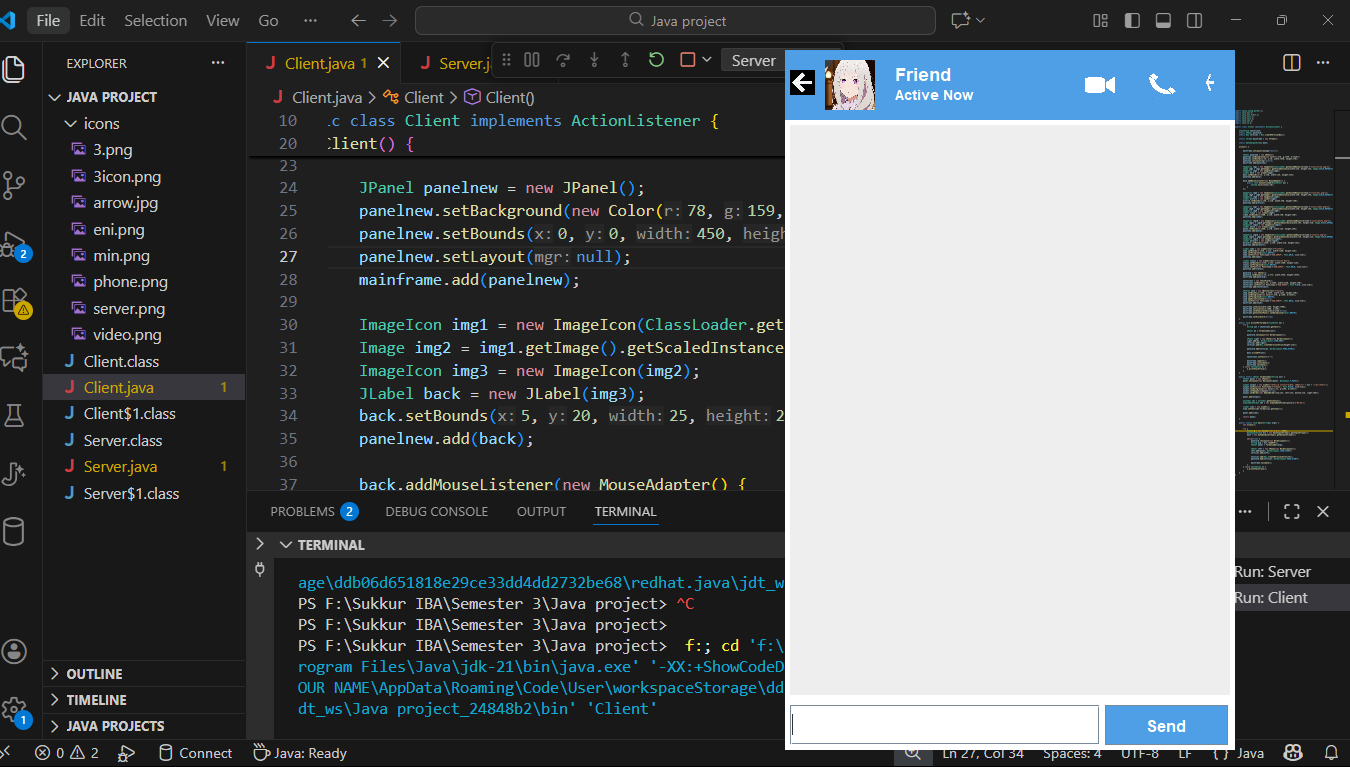 File Edit Selection View Go ··· Java project
EXPLORER ···
JAVA PROJECT
icons
3.png
3icon.png
arrow.jpg
eni.png
min.png
phone.png
server.png
video.png
Client.class
Client.java 1
Client$1.class
Server.class
Server.java 1
Server$1.class
OUTLINE
TIMELINE
JAVA PROJECTS
Client.java 1 Server.j Server
Client.java > Client > Client()
10 .c class Client implements ActionListener {
20 Client() {
23
24 JPanel panelnew = new JPanel();
25 panelnew.setBackground(new Color(r: 78, g: 159,
26 panelnew.setBounds(x: 0, y: 0, width: 450, heigh
27 panelnew.setLayout(mgr: null);
28 mainframe.add(panelnew);
29
30 ImageIcon img1 = new ImageIcon(ClassLoader.get
31 Image img2 = img1.getImage().getScaledInstance
32 ImageIcon img3 = new ImageIcon(img2);
33 JLabel back = new JLabel(img3);
34 back.setBounds(x: 5, y: 20, width: 25, height: 2
35 panelnew.add(back);
36
37 back.addMouseListener(new MouseAdapter() {
PROBLEMS 2 DEBUG CONSOLE OUTPUT TERMINAL
TERMINAL
age\ddb06d651818e29ce33dd4dd2732be68\redhat.java\jdt_w
PS F:\Sukkur IBA\Semester 3\Java project> ^C
PS F:\Sukkur IBA\Semester 3\Java project>
PS F:\Sukkur IBA\Semester 3\Java project> f:; cd 'f:\
rogram Files\Java\jdk-21\bin\java.exe' '-XX:+ShowCodeD
OUR NAME\AppData\Roaming\Code\User\workspaceStorage\dd
dt_ws\Java project_24848b2\bin' 'Client'
Run: Server
Run: Client
Friend
Active Now
Send
2
1
0 2 Connect Java: Ready Ln 27, Col 34 Spaces: 4 UTF-8 LF { } Java